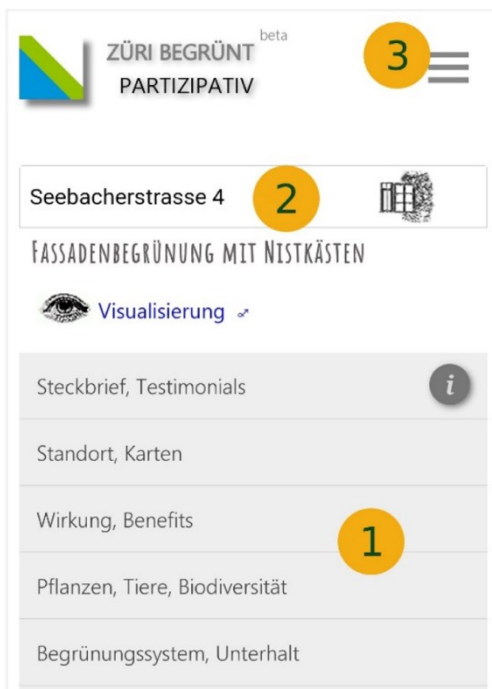 ZÜRI BEGRÜNT beta
PARTIZIPATIV
3
Seebacherstrasse 4
2
FASSADENBEGRÜNUNG MIT NISTKÄSTEN
Visualisierung
Steckbrief, Testimonials
i
Standort, Karten
Wirkung, Benefits
1
Pflanzen, Tiere, Biodiversität
Begrünungssystem, Unterhalt